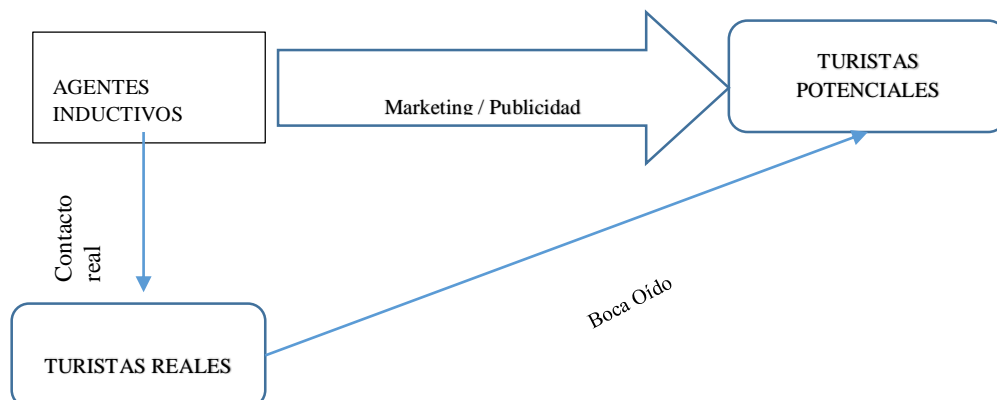 AGENTES
INDUCTIVOS
Marketing / Publicidad
TURISTAS
POTENCIALES
Contacto
real
Boca Oído
TURISTAS REALES